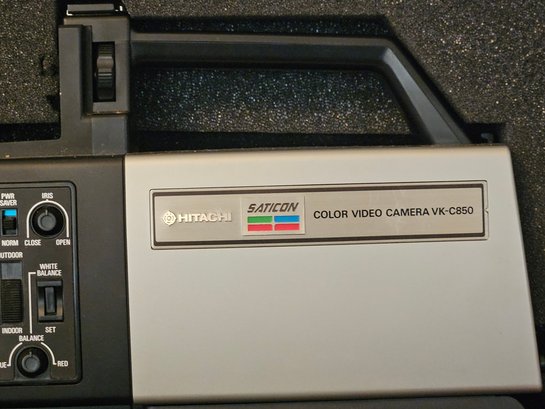 HITACHI SATICON COLOR VIDEO CAMERA VK-C850
PWR
SAVER
IRIS
NORM CLOSE OPEN
WHITE
BALANCE
INDOOR SET
BALANCE
RED